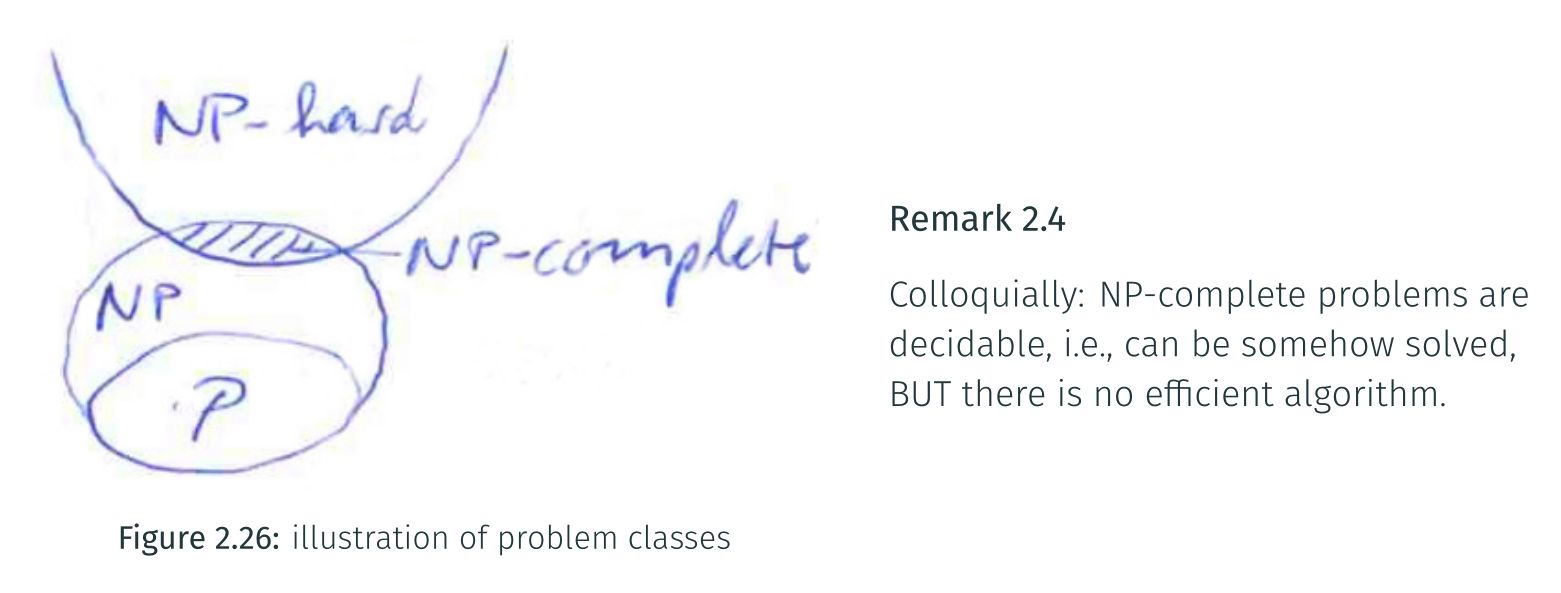 NP-hard
NP-complete
NP
P
Figure 2.26: illustration of problem classes
Remark 2.4
Colloquially: NP-complete problems are
decidable, i.e., can be somehow solved,
BUT there is no efficient algorithm.